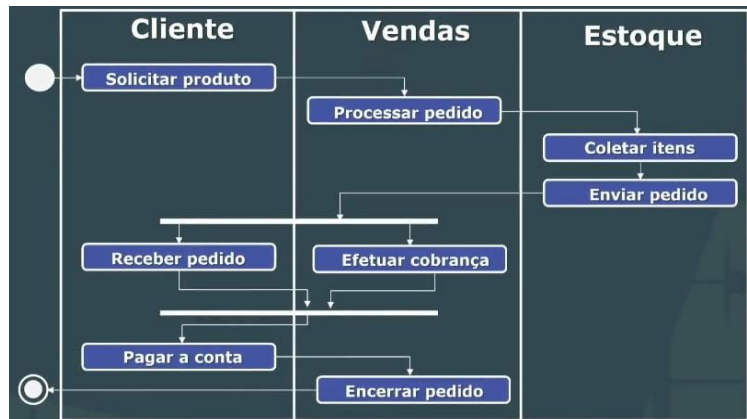 Cliente
Vendas
Estoque
Solicitar produto
Processar pedido
Coletar itens
Enviar pedido
Receber pedido
Efetuar cobrança
Pagar a conta
Encerrar pedido